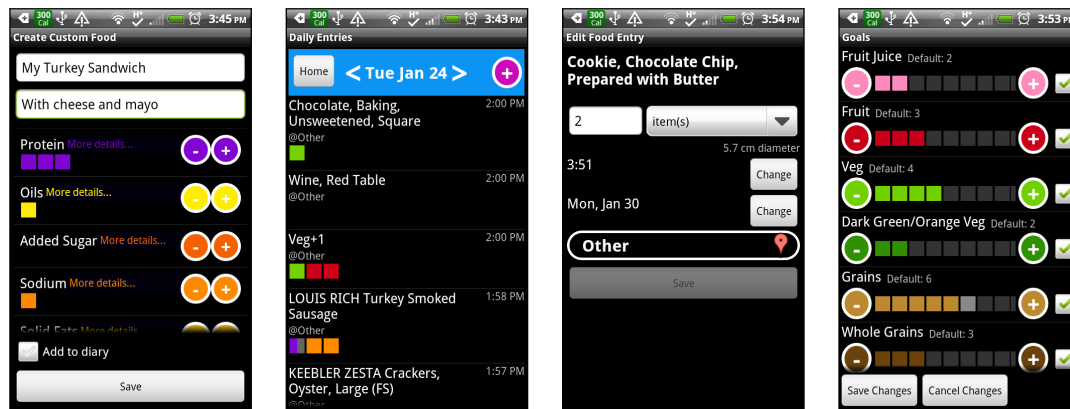 300
Cal
H+
3:45 PM
Create Custom Food
My Turkey Sandwich
With cheese and mayo
Protein More details...
- +
Oils More details...
- +
Added Sugar More details...
- +
Sodium More details...
- +
Solid Fats More details...
Add to diary
Save
300
Cal
H+
3:43 PM
Daily Entries
Home
< Tue Jan 24 >
+
Chocolate, Baking,
Unsweetened, Square
2:00 PM
@Other
Wine, Red Table
2:00 PM
@Other
Veg+1
2:00 PM
@Other
LOUIS RICH Turkey Smoked
Sausage
1:58 PM
@Other
KEEBLER ZESTA Crackers,
Oyster, Large (FS)
1:57 PM
@Other
300
Cal
H+
3:54 PM
Edit Food Entry
Cookie, Chocolate Chip,
Prepared with Butter
2
item(s)
5.7 cm diameter
3:51
Change
Mon, Jan 30
Change
Other
Save
300
Cal
H+
3:53 PM
Goals
Fruit Juice Default: 2
- +
Fruit Default: 3
- +
Veg Default: 4
- +
Dark Green/Orange Veg Default: 2
- +
Grains Default: 6
- +
Whole Grains Default: 3
- +
Save Changes
Cancel Changes